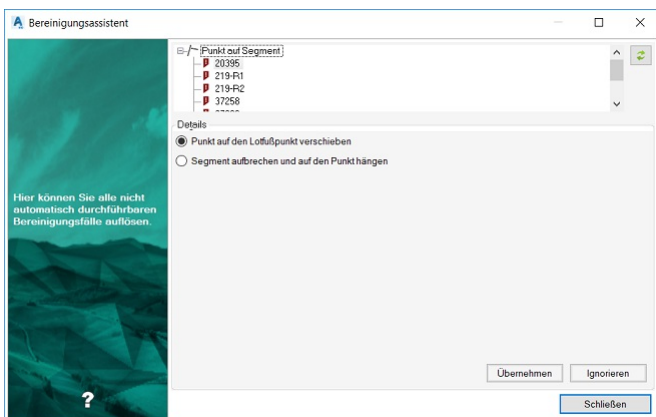 Bereinigungsassistent
Punkt auf Segment
20395
219-R1
219-R2
37258
Details
Punkt auf den Lotfußpunkt verschieben
Segment aufbrechen und auf den Punkt hängen
Hier können Sie alle nicht
automatisch durchführbaren
Bereinigungsfälle auflösen.
?
Übernehmen
Ignorieren
Schließen